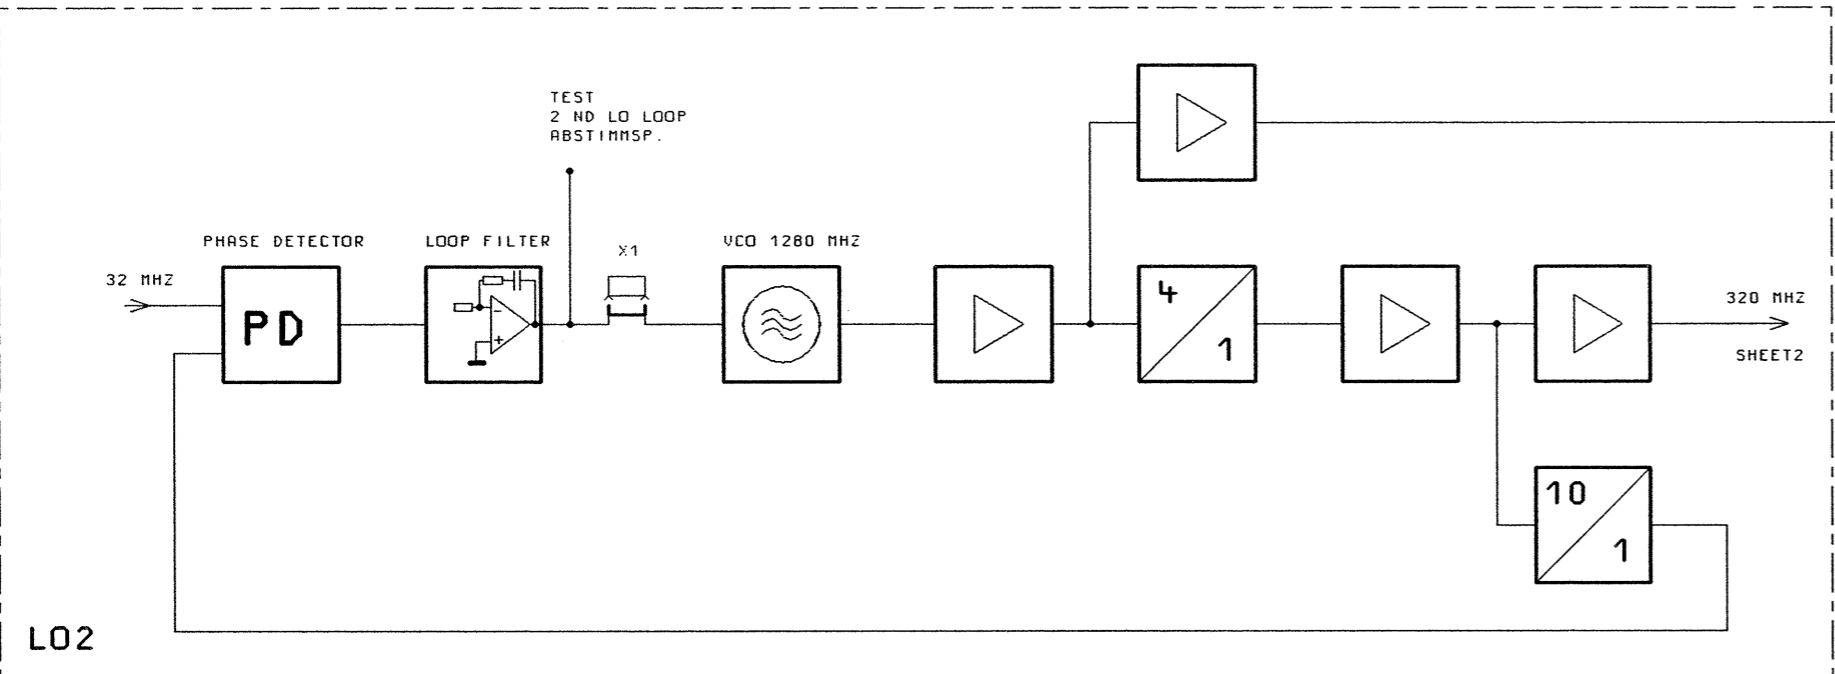 TEST
2 ND LO LOOP
ABSTIMMSP.
PHASE DETECTOR
LOOP FILTER
X1
VCO 1280 MHZ
32 MHZ
PD
4
1
320 MHZ
SHEET2
10
1
LO2